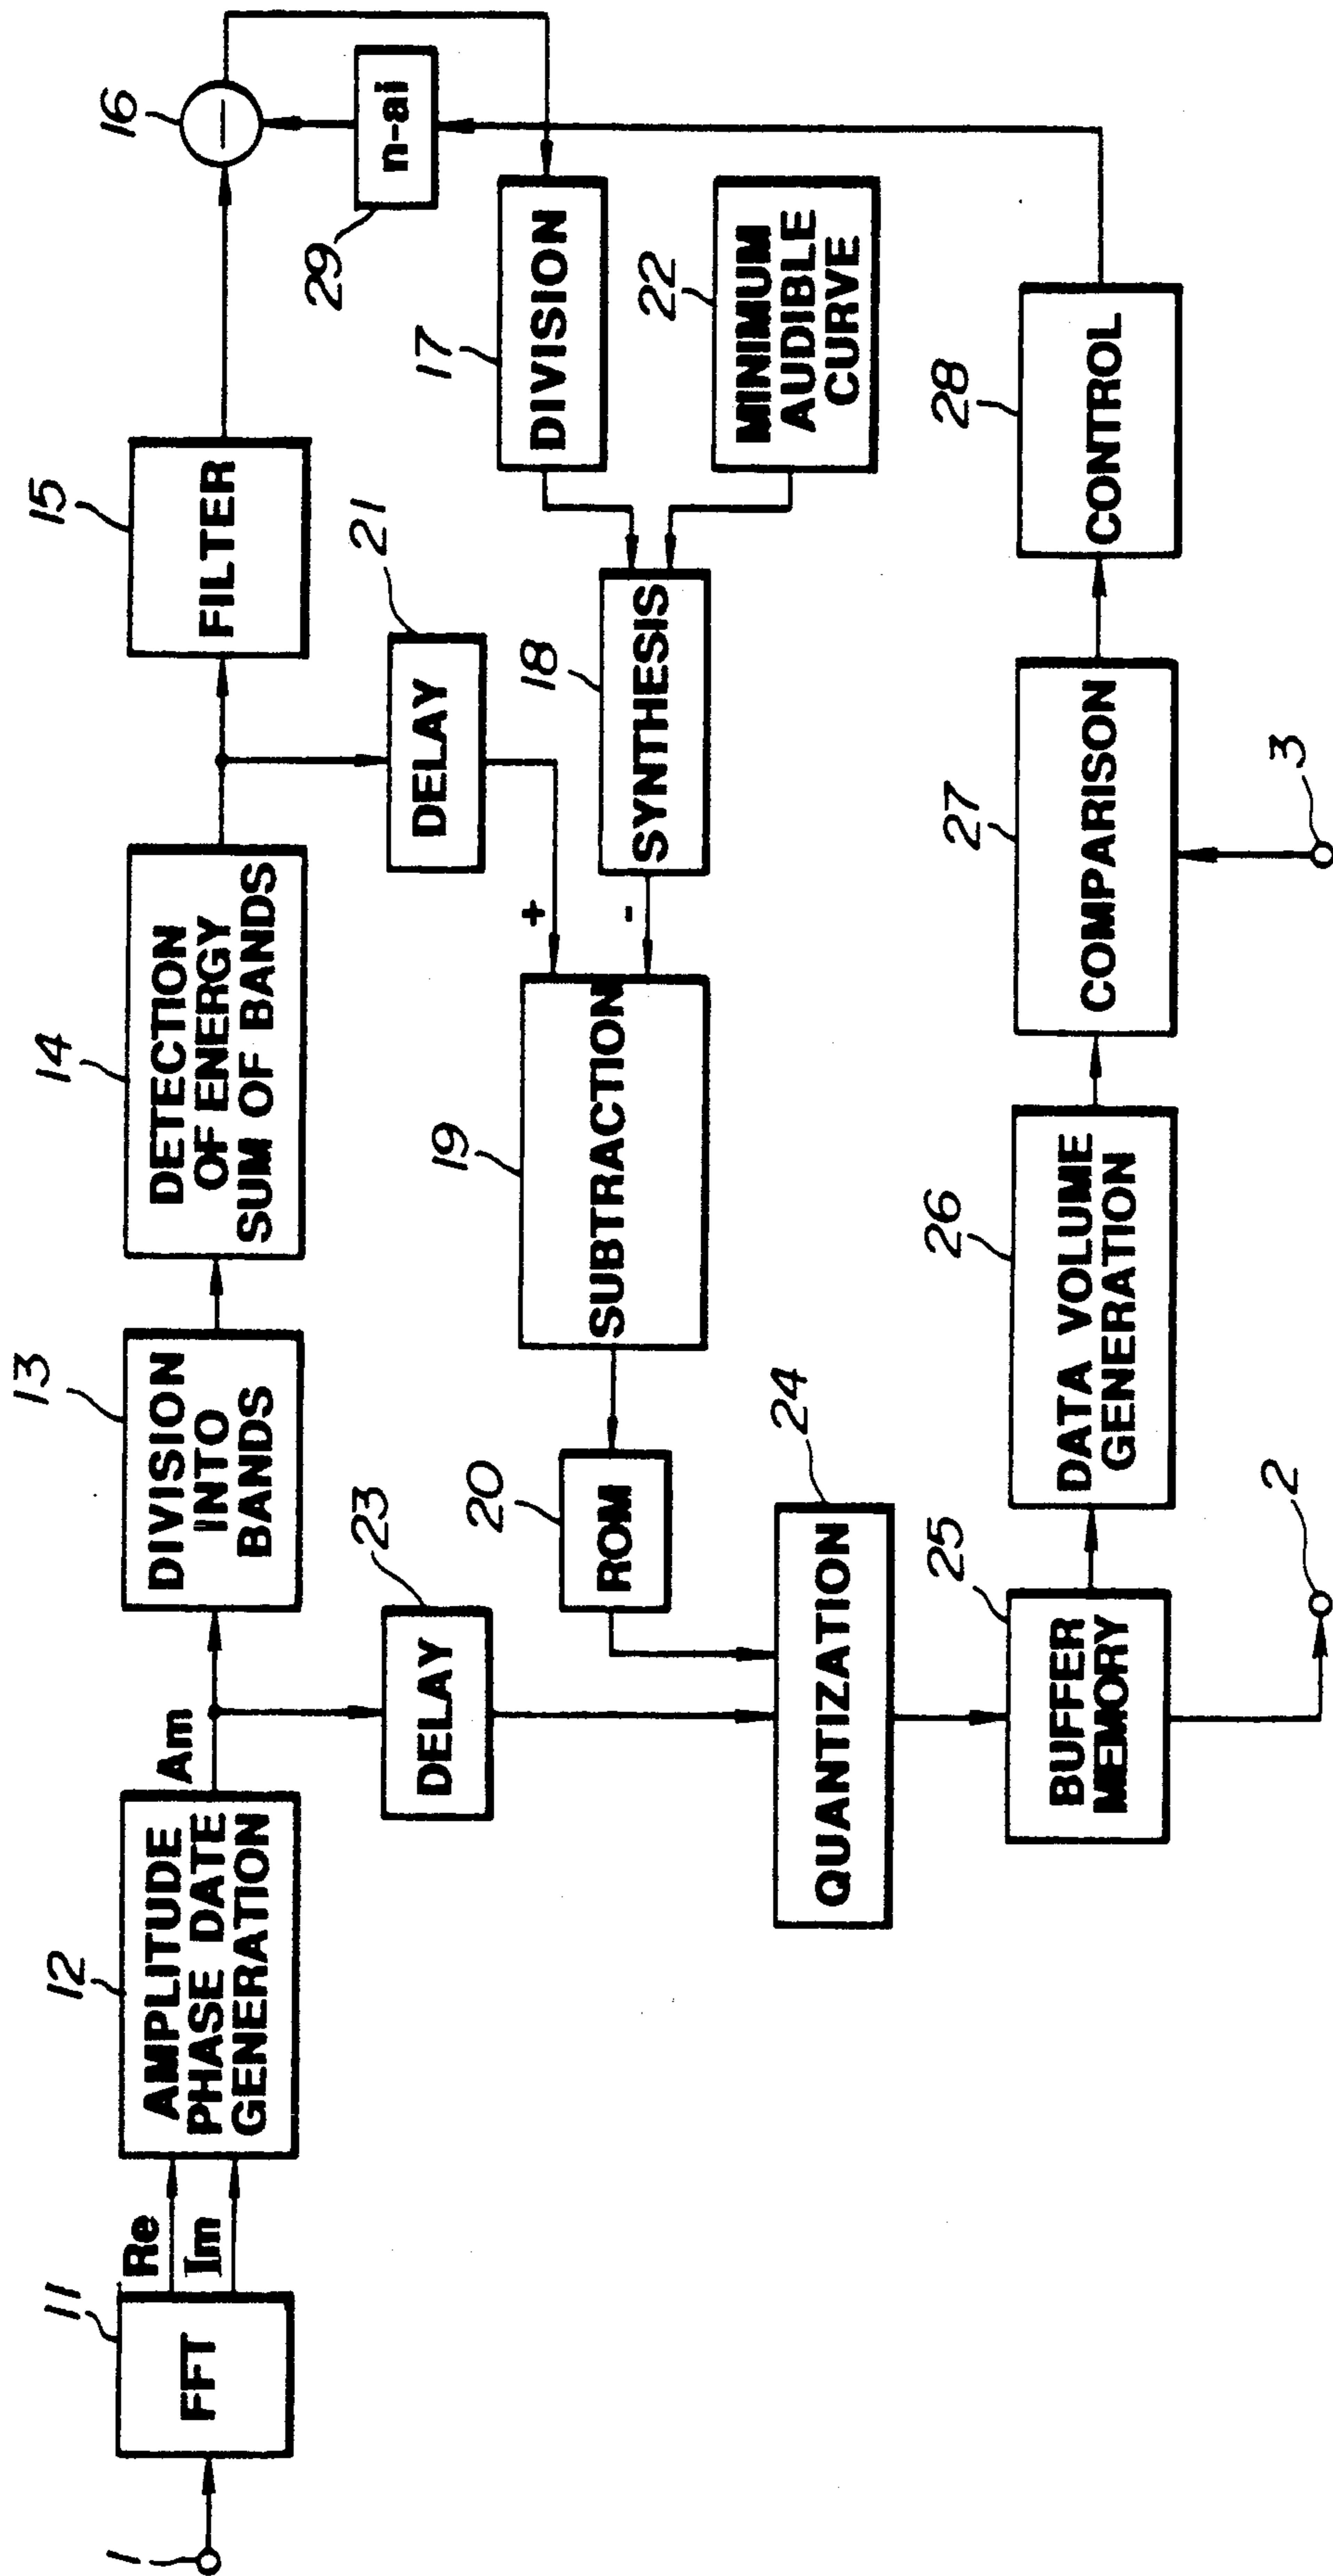 1
11
FFT
Re
Im
12
AMPLITUDE
PHASE DATE
GENERATION
Am
13
DIVISION
INTO
BANDS
14
DETECTION
OF ENERGY
SUM OF BANDS
15
FILTER
16
—
n-ai
29
21
DELAY
17
DIVISION
22
MINIMUM
AUDIBLE
CURVE
18
SYNTHESIS
+
-
19
SUBTRACTION
20
ROM
23
DELAY
24
QUANTIZATION
25
BUFFER
MEMORY
2
26
DATA VOLUME
GENERATION
27
COMPARISON
3
28
CONTROL